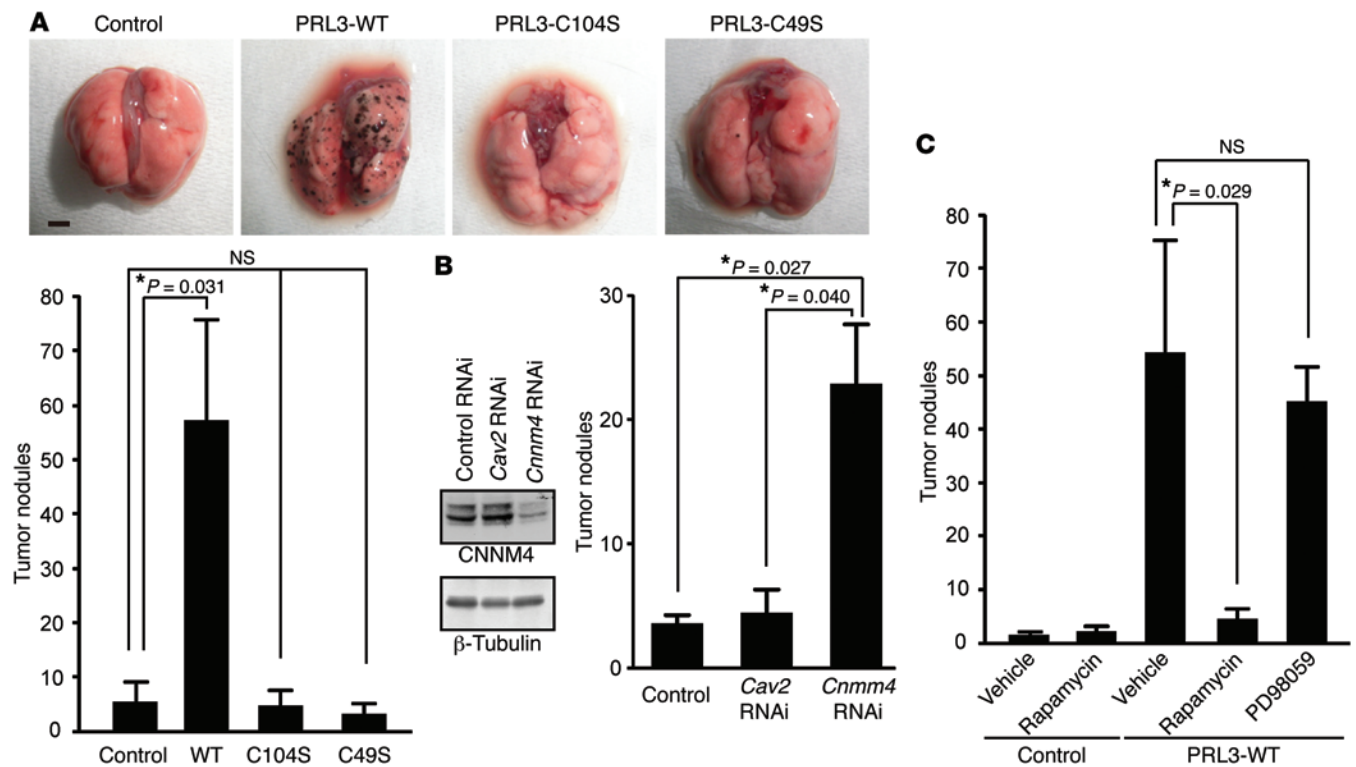 A
Control
PRL3-WT
PRL3-C104S
PRL3-C49S
NS
*P = 0.031
80
70
60
50
40
30
20
10
0
Tumor nodules
Control
WT
C104S
C49S
B
Control RNAi
Cav2 RNAi
Cnnm4 RNAi
CNNM4
β-Tubulin
*P = 0.027
*P = 0.040
30
20
10
0
Tumor nodules
Control
Cav2
RNAi
Cnmm4
RNAi
C
NS
*P = 0.029
80
70
60
50
40
30
20
10
0
Tumor nodules
Vehicle
Rapamycin
Vehicle
Rapamycin
PD98059
Control
PRL3-WT